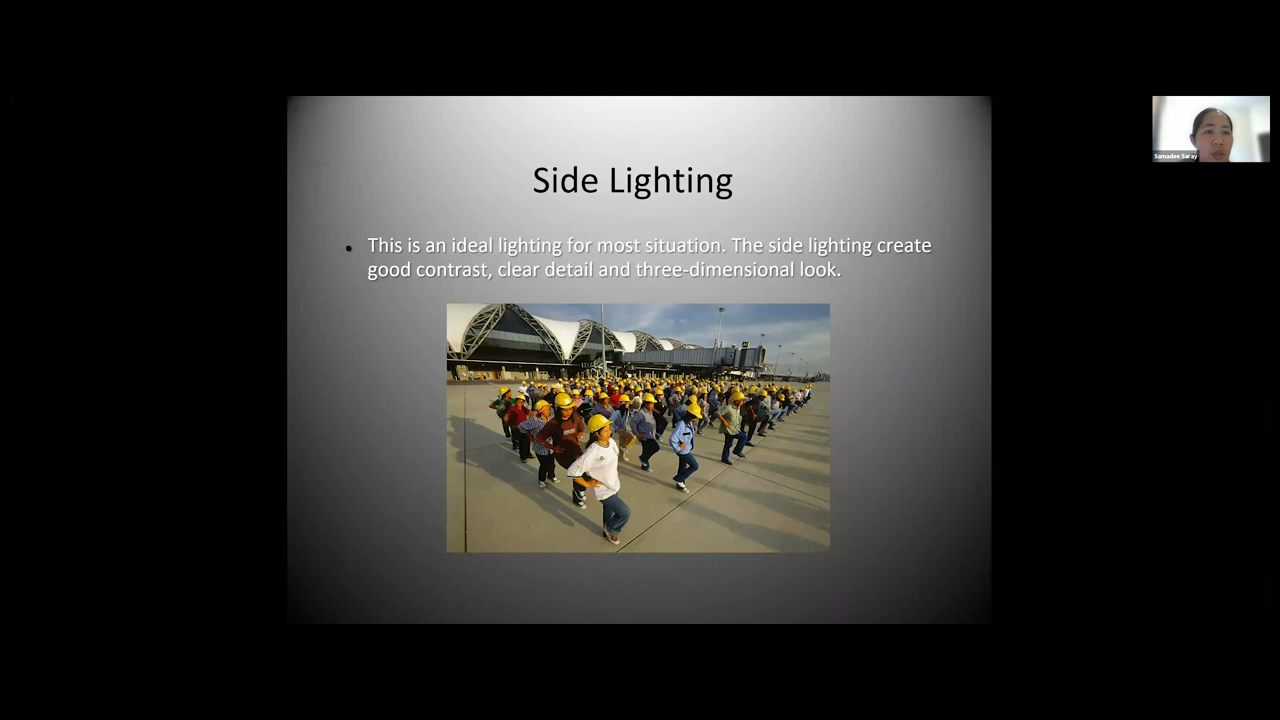 Side Lighting
• This is an ideal lighting for most situation. The side lighting create
good contrast, clear detail and three-dimensional look.
Samadee Saray